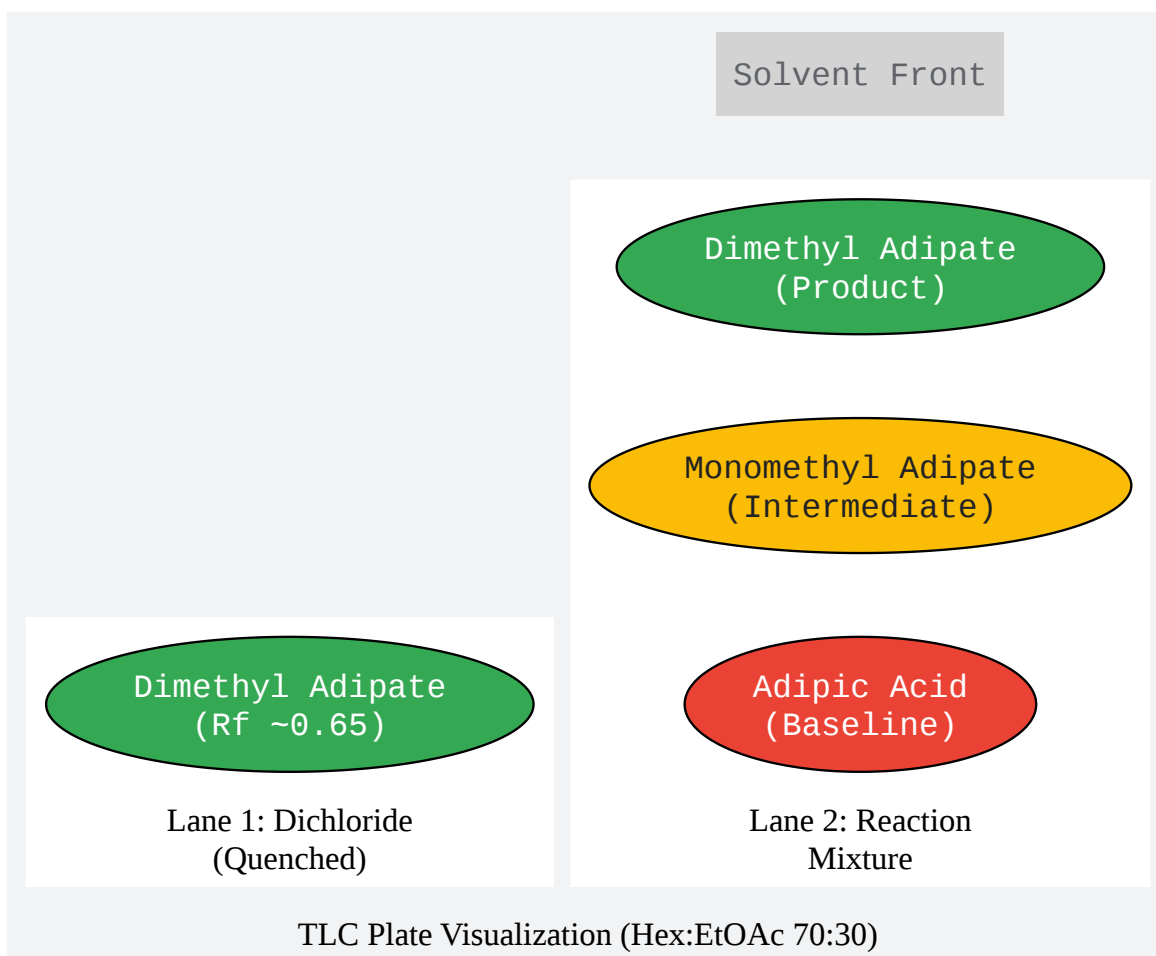 Solvent Front
Dimethyl Adipate
(Product)
Monomethyl Adipate
(Intermediate)
Dimethyl Adipate
(Rf ~0.65)
Adipic Acid
(Baseline)
Lane 1: Dichloride
(Quenched)
Lane 2: Reaction
Mixture
TLC Plate Visualization (Hex:EtOAc 70:30)